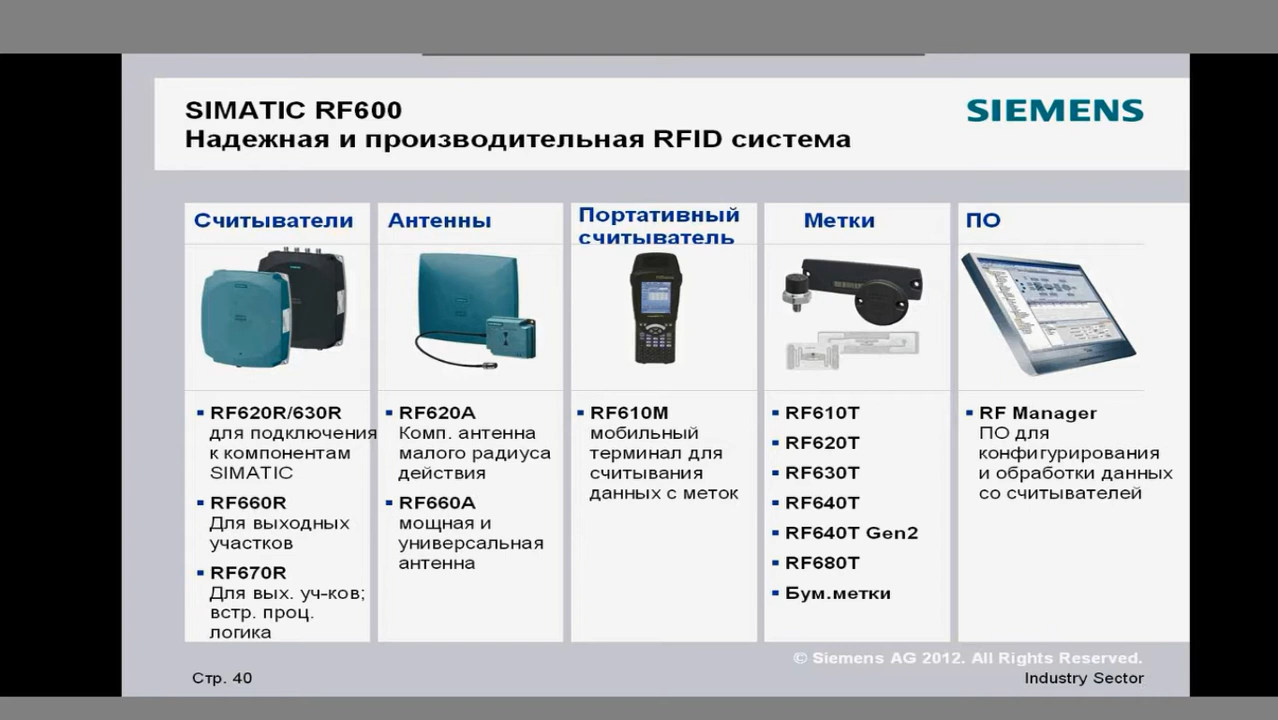 SIMATIC RF600
Надежная и производительная RFID система
SIEMENS
Считыватели
RF620R/630R
для подключения
к компонентам
SIMATIC
RF660R
Для выходных
участков
RF670R
Для вых. уч-ков;
встр. проц.
логика
Антенны
RF620A
Комп. антенна
малого радиуса
действия
RF660A
мощная и
универсальная
антенна
Портативный
считыватель
RF610M
мобильный
терминал для
считывания
данных с меток
Метки
RF610T
RF620T
RF630T
RF640T
RF640T Gen2
RF680T
Бум.метки
ПО
RF Manager
ПО для
конфигурирования
и обработки данных
со считывателей
© Siemens AG 2012. All Rights Reserved.
Стр. 40
Industry Sector